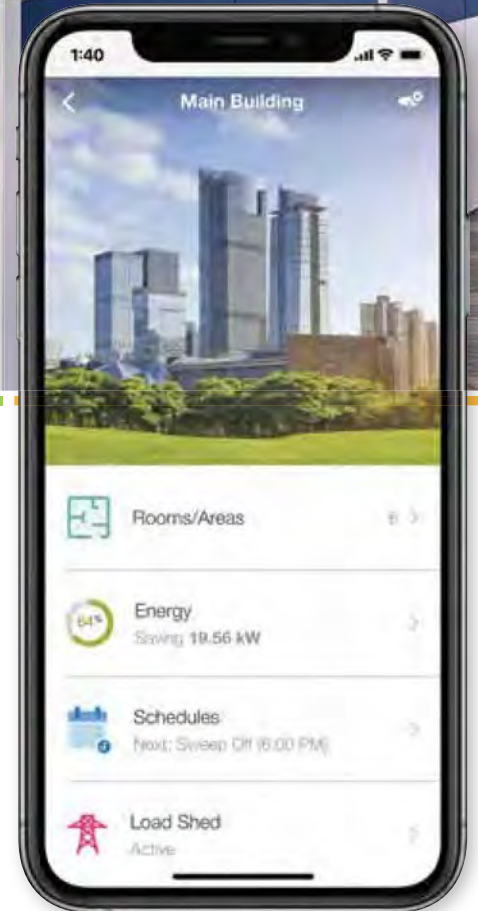 1:40
Main Building
Rooms/Areas
6
64%
Energy
Saving 19.56 kW
Schedules
Next: Sweep Off (6:00 PM)
Load Shed
Active